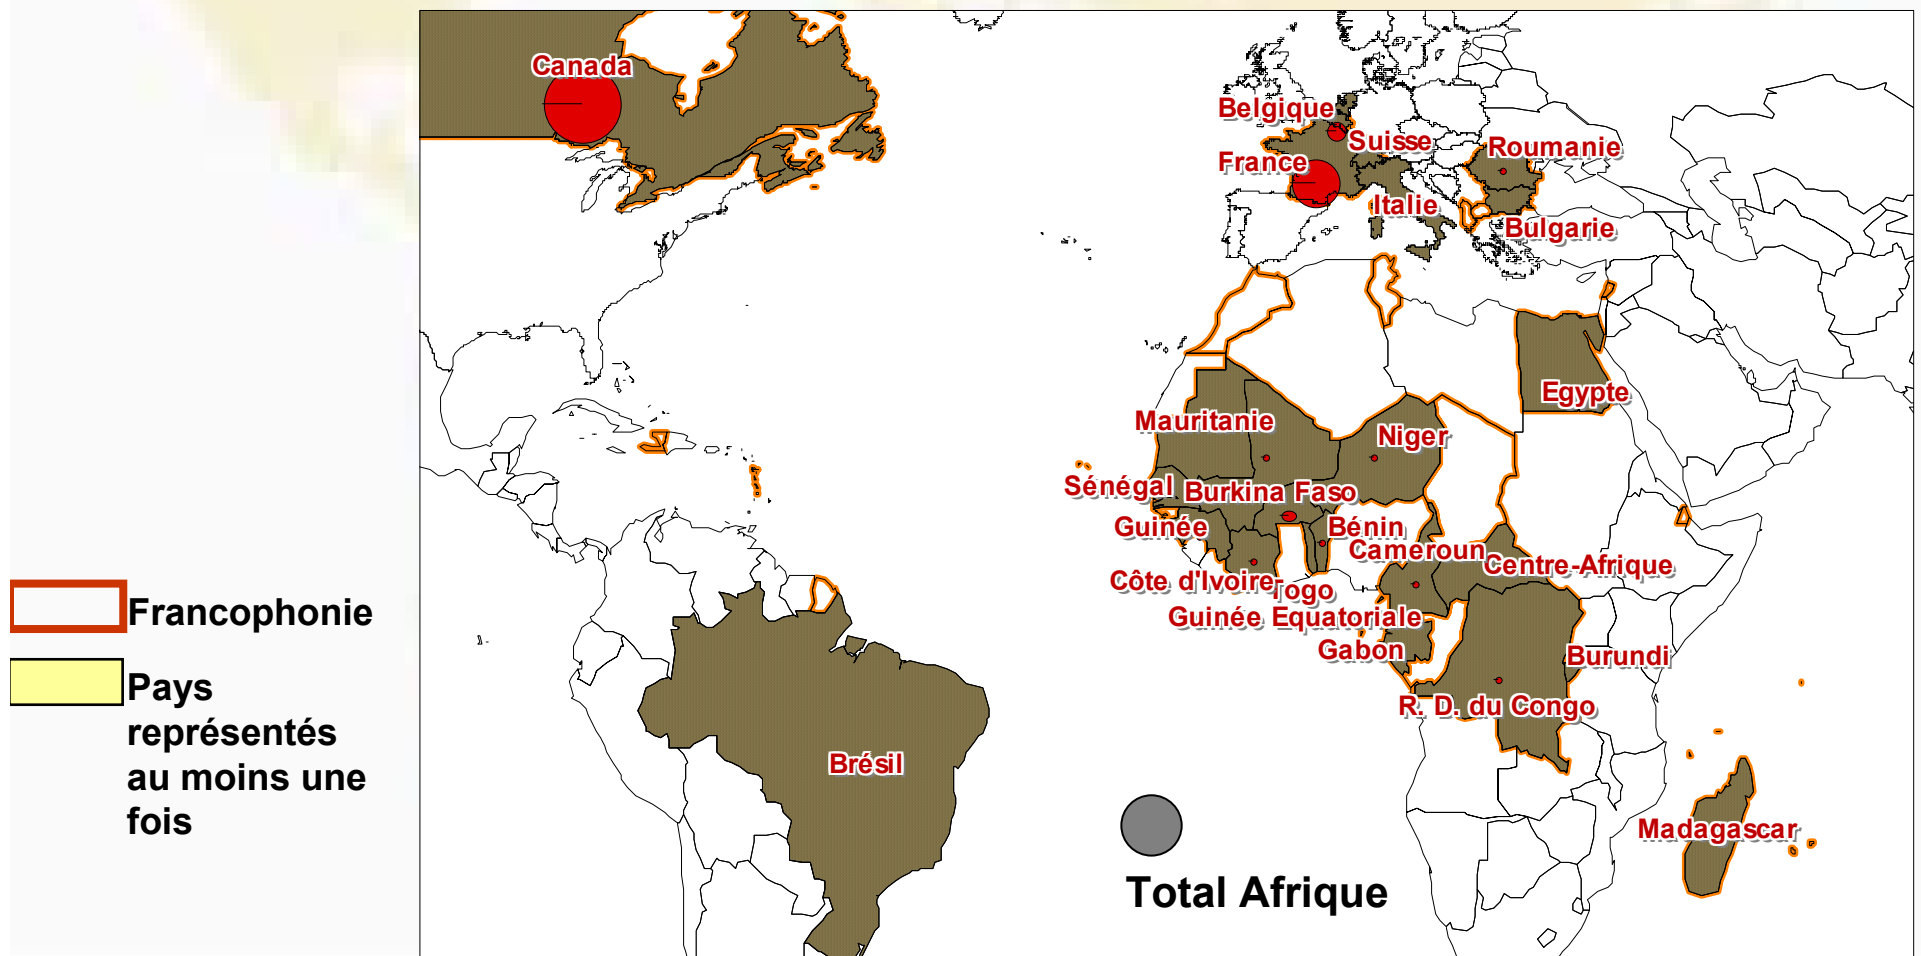 Canada
Belgique
Suisse
Roumanie
France
Italie
Bulgarie
Egypte
Mauritanie
Niger
Sénégal
Burkina Faso
Guinée
Bénin
Cameroun
Centre-Afrique
Côte d'Ivoire
Togo
Guinée Equatoriale
Gabon
Burundi
R. D. du Congo
Brésil
Madagascar
Total Afrique
Francophonie
Pays
représentés
au moins une
fois